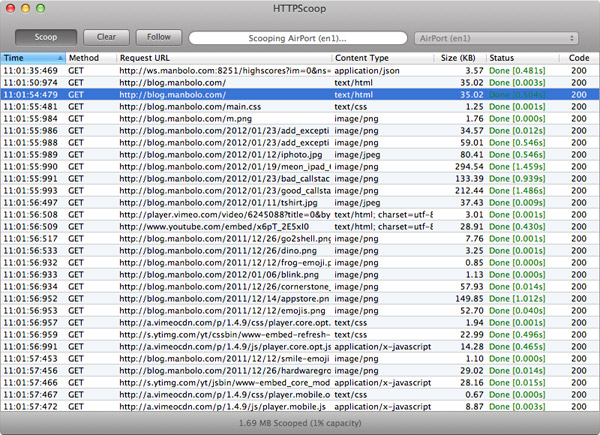 HTTPScoop
Scoop Clear Follow Scooping AirPort (en1)... AirPort (en1)
Time Method Request URL Content Type Size (KB) Status Code
11:01:35:469 GET http://ws.manbolo.com:8251/highscores?im=0&ns= application/json 3.57 Done [0.481s] 200
11:01:50:974 GET http://blog.manbolo.com/ text/html 35.02 Done [0.003s] 200
11:01:54:479 GET http://blog.manbolo.com/ text/html 35.02 Done [0.504s] 200
11:01:55:481 GET http://blog.manbolo.com/main.css text/css 1.25 Done [0.001s] 200
11:01:55:984 GET http://blog.manbolo.com/m.png image/png 1.76 Done [0.000s] 200
11:01:55:986 GET http://blog.manbolo.com/2012/01/23/add_excepti image/png 34.57 Done [0.012s] 200
11:01:55:988 GET http://blog.manbolo.com/2012/01/23/add_excepti image/png 59.01 Done [0.546s] 200
11:01:55:989 GET http://blog.manbolo.com/2011/09/12/iphoto.jpg image/jpeg 80.41 Done [0.546s] 200
11:01:55:990 GET http://blog.manbolo.com/2012/01/19/meon_ipad_( image/png 294.54 Done [1.459s] 200
11:01:55:991 GET http://blog.manbolo.com/2012/01/23/bad_callstac image/png 133.39 Done [0.939s] 200
11:01:55:993 GET http://blog.manbolo.com/2012/01/23/good_callsta image/png 212.44 Done [1.486s] 200
11:01:56:497 GET http://blog.manbolo.com/2012/01/11/tshirt.jpg image/jpeg 37.43 Done [0.009s] 200
11:01:56:508 GET http://player.vimeo.com/video/6245088?title=0&by text/html; charset=utf-8 3.01 Done [0.001s] 200
11:01:56:509 GET http://www.youtube.com/embed/x6pT_2E5xI0 text/html; charset=utf-8 28.91 Done [0.430s] 200
11:01:56:517 GET http://blog.manbolo.com/2011/12/26/go2shell.png image/png 7.76 Done [0.001s] 200
11:01:56:533 GET http://blog.manbolo.com/2011/12/26/dino.png image/png 3.25 Done [0.001s] 200
11:01:56:931 GET http://blog.manbolo.com/2011/12/12/frog-emoji.p image/png 0.85 Done [0.000s] 200
11:01:56:932 GET http://blog.manbolo.com/2012/01/06/blink.png image/png 1.13 Done [0.000s] 200
11:01:56:934 GET http://blog.manbolo.com/2011/12/26/cornerstone_ image/png 57.93 Done [0.014s] 200
11:01:56:952 GET http://blog.manbolo.com/2011/12/14/appstore.pn image/png 149.85 Done [1.012s] 200
11:01:56:952 GET http://blog.manbolo.com/2011/12/12/emojis.png image/png 52.70 Done [0.040s] 200
11:01:56:957 GET http://a.vimeocdn.com/p/1.4.9/css/player.core.opt. text/css 1.94 Done [0.001s] 200
11:01:56:959 GET http://s.ytimg.com/yt/cssbin/www-embed-refresh- text/css 22.99 Done [0.496s] 200
11:01:56:991 GET http://a.vimeocdn.com/p/1.4.9/js/player.core.opt.j application/x-javascript 14.28 Done [0.465s] 200
11:01:57:453 GET http://blog.manbolo.com/2011/12/12/smile-emoji image/png 1.10 Done [0.000s] 200
11:01:57:456 GET http://blog.manbolo.com/2011/12/26/hardwaregro image/png 29.02 Done [0.014s] 200
11:01:57:466 GET http://s.ytimg.com/yt/jsbin/www-embed_core_mod application/x-javascript 28.16 Done [0.015s] 200
11:01:57:467 GET http://a.vimeocdn.com/p/1.4.9/css/player.mobile.o text/css 0.67 Done [0.000s] 200
11:01:57:472 GET http://a.vimeocdn.com/p/1.4.9/js/player.mobile.js application/x-javascript 8.87 Done [0.003s] 200
1.69 MB Scooped (1% capacity)